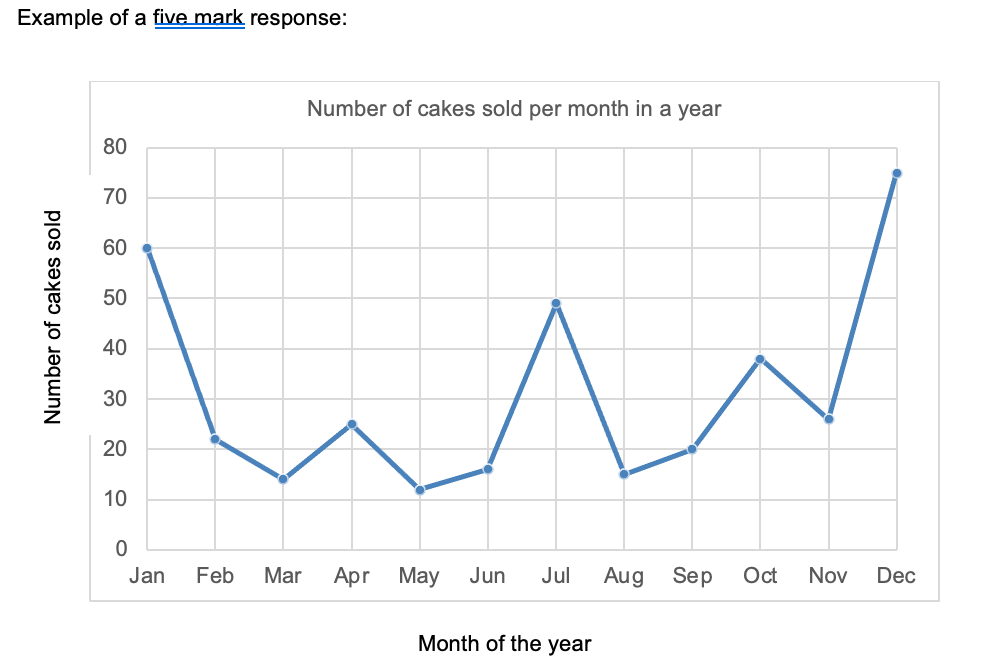 Example of a five mark response:
Number of cakes sold per month in a year
80
70
60
50
40
30
20
10
0
Number of cakes sold
Jan Feb Mar Apr May Jun Jul Aug Sep Oct Nov Dec
Month of the year